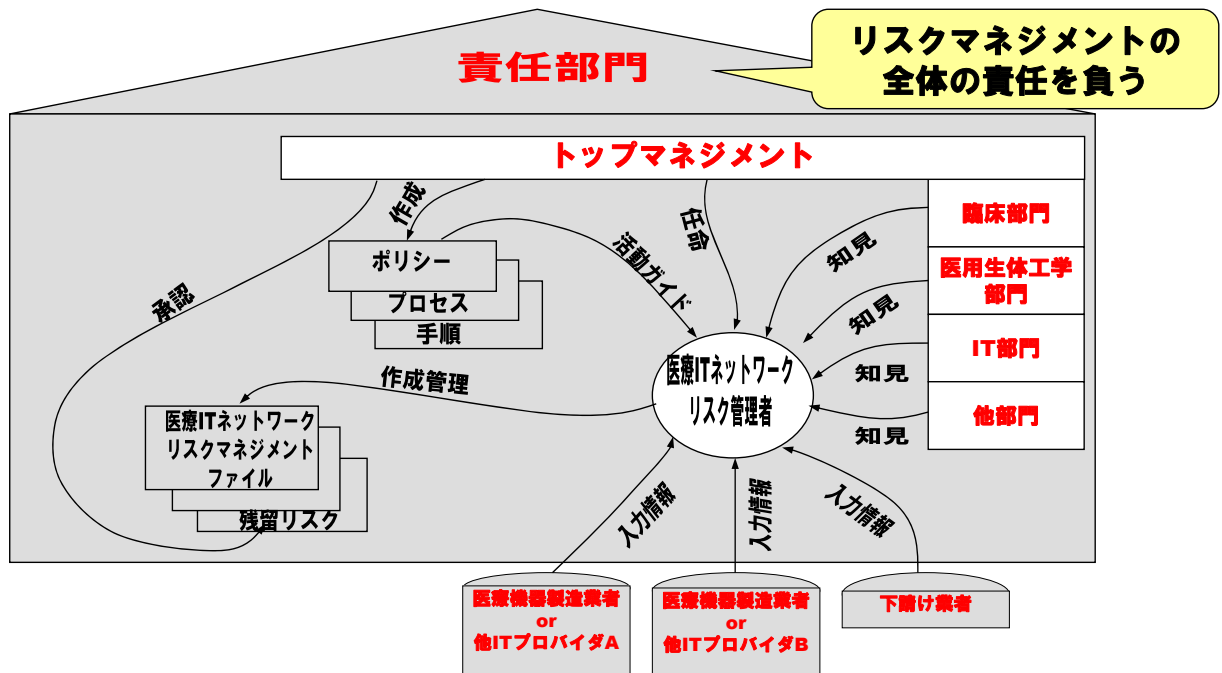 責任部門
リスクマネジメントの
全体の責任を負う
トップマネジメント
作成
任命
臨床部門
知見
ポリシー
活動ガイド
医用生体工学
部門
承認
プロセス
知見
手順
IT部門
医療ITネットワーク
リスク管理者
知見
作成管理
他部門
医療ITネットワーク
リスクマネジメント
ファイル
知見
残留リスク
入力情報
入力情報
入力情報
医療機器製造業者
or
他ITプロバイダA
医療機器製造業者
or
他ITプロバイダB
下請け業者